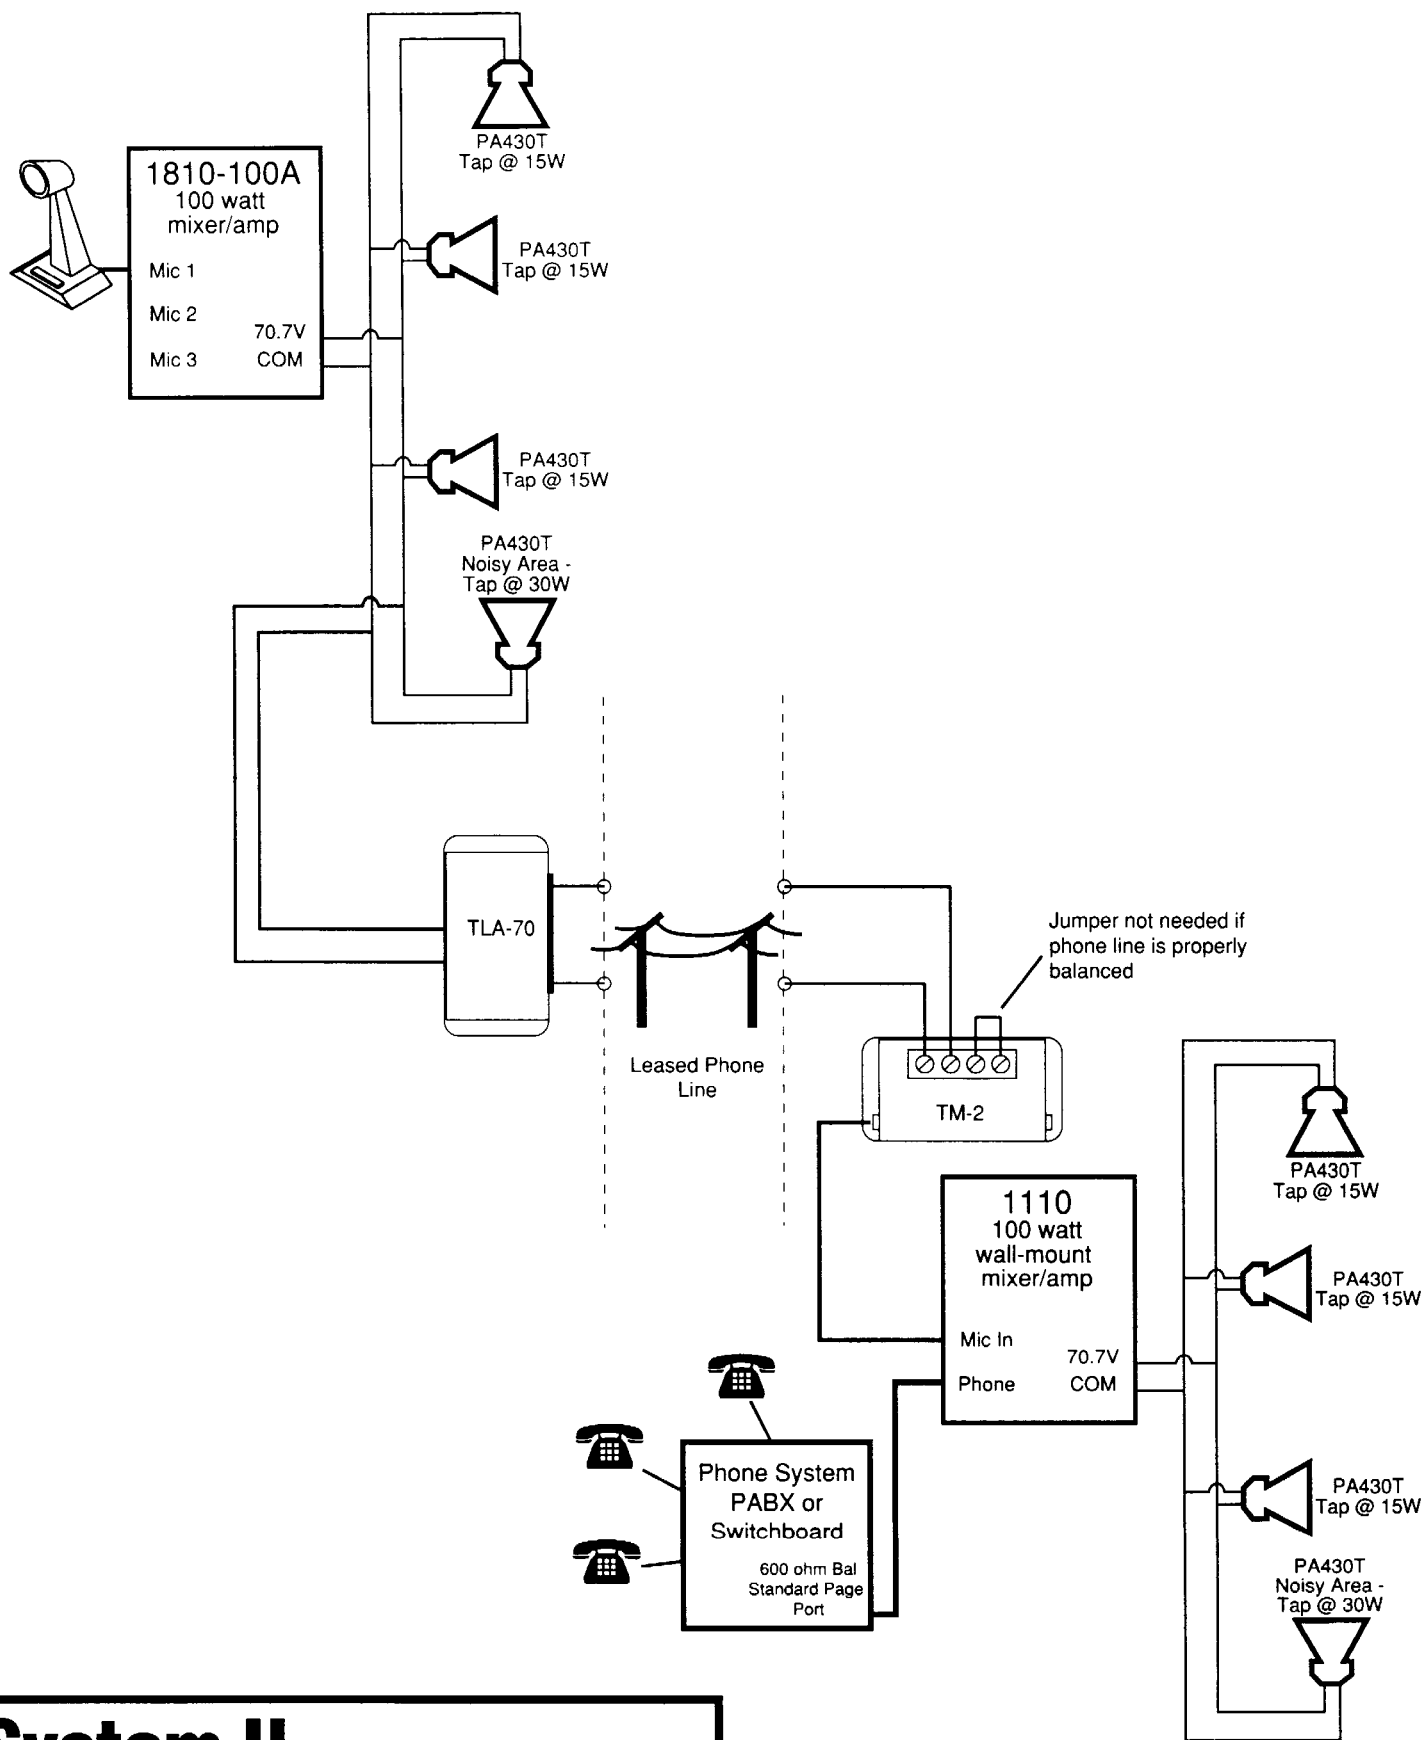 PA430T
Tap @ 15W
1810-100A
100 watt
mixer/amp
Mic 1
Mic 2
Mic 3
70.7V
COM
PA430T
Tap @ 15W
PA430T
Tap @ 15W
PA430T
Noisy Area -
Tap @ 30W
TLA-70
Leased Phone
Line
Jumper not needed if
phone line is properly
balanced
TM-2
PA430T
Tap @ 15W
1110
100 watt
wall-mount
mixer/amp
Mic In
Phone
70.7V
COM
PA430T
Tap @ 15W
PA430T
Tap @ 15W
Phone System
PABX or
Switchboard
600 ohm Bal
Standard Page
Port
PA430T
Noisy Area -
Tap @ 30W
System II